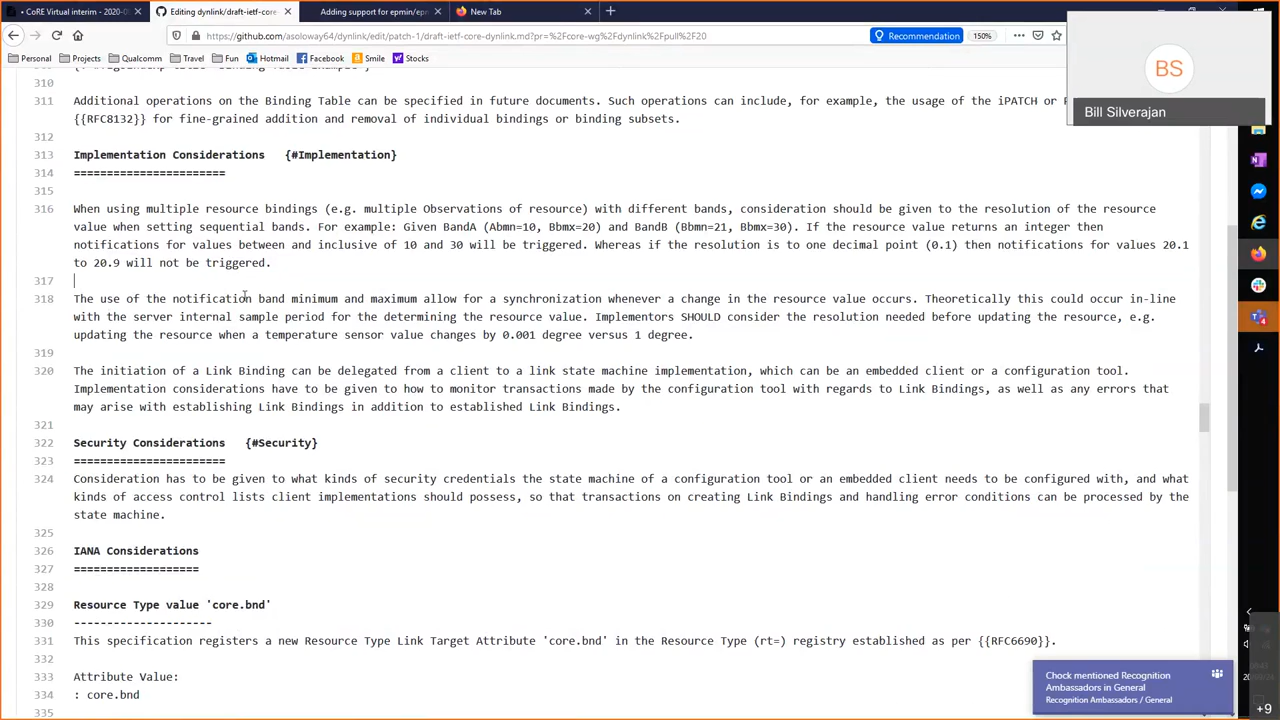 • CoRE Virtual interim - 2020-0
Editing dynlink/draft-ietf-core-
Adding support for epmin/epm
New Tab
https://github.com/asoloway64/dynlink/edit/patch-1/draft-ietf-core-dynlink.md?pr=%2Fcore-wg%2Fdynlink%2Fpull%2F20
Recommendation
150%
Personal
Projects
Qualcomm
Travel
Fun
Hotmail
Facebook
Smile
Stocks
BS
Bill Silverajan
310
311 Additional operations on the Binding Table can be specified in future documents. Such operations can include, for example, the usage of the iPATCH or
{{RFC8132}} for fine-grained addition and removal of individual bindings or binding subsets.
312
313 Implementation Considerations {#Implementation}
314 =======================
315
316 When using multiple resource bindings (e.g. multiple Observations of resource) with different bands, consideration should be given to the resolution of the resource
value when setting sequential bands. For example: Given BandA (Abmn=10, Bbmx=20) and BandB (Bbmn=21, Bbmx=30). If the resource value returns an integer then
notifications for values between and inclusive of 10 and 30 will be triggered. Whereas if the resolution is to one decimal point (0.1) then notifications for values 20.1
to 20.9 will not be triggered.
317
318 The use of the notification band minimum and maximum allow for a synchronization whenever a change in the resource value occurs. Theoretically this could occur in-line
with the server internal sample period for the determining the resource value. Implementors SHOULD consider the resolution needed before updating the resource, e.g.
updating the resource when a temperature sensor value changes by 0.001 degree versus 1 degree.
319
320 The initiation of a Link Binding can be delegated from a client to a link state machine implementation, which can be an embedded client or a configuration tool.
Implementation considerations have to be given to how to monitor transactions made by the configuration tool with regards to Link Bindings, as well as any errors that
may arise with establishing Link Bindings in addition to established Link Bindings.
321
322 Security Considerations {#Security}
323 =======================
324 Consideration has to be given to what kinds of security credentials the state machine of a configuration tool or an embedded client needs to be configured with, and what
kinds of access control lists client implementations should possess, so that transactions on creating Link Bindings and handling error conditions can be processed by the
state machine.
325
326 IANA Considerations
327 ===================
328
329 Resource Type value 'core.bnd'
330 ---------------------
331 This specification registers a new Resource Type Link Target Attribute 'core.bnd' in the Resource Type (rt=) registry established as per {{RFC6690}}.
332
333 Attribute Value:
334 : core.bnd
335
Chock mentioned Recognition
Ambassadors in General
Recognition Ambassadors / General
+9